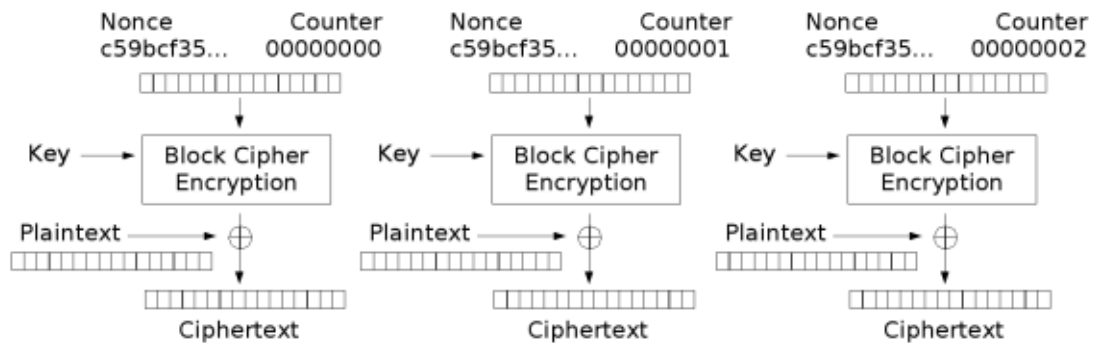 Nonce Counter Nonce Counter Nonce Counter
c59bcf35... 00000000 c59bcf35... 00000001 c59bcf35... 00000002
Key Block Cipher Encryption Key Block Cipher Encryption Key Block Cipher Encryption
Plaintext Plaintext Plaintext
Ciphertext Ciphertext Ciphertext